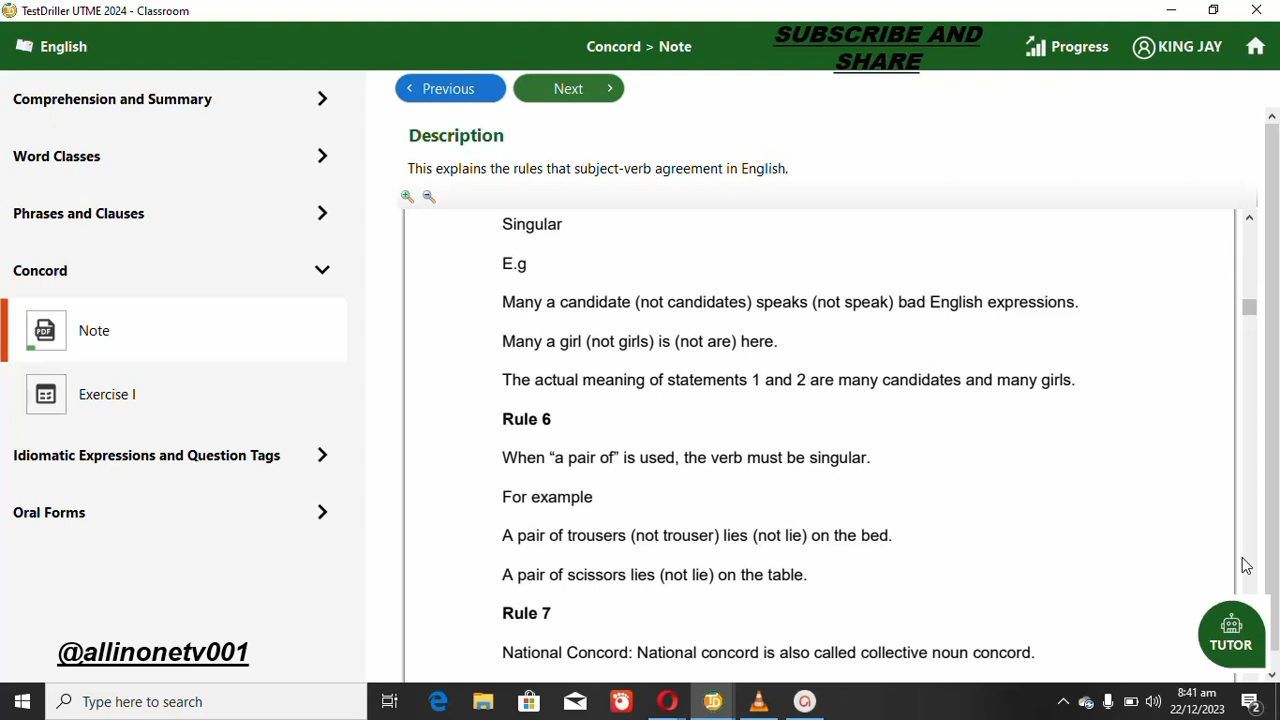 TestDriller UTME 2024 - Classroom
English
Concord > Note
SUBSCRIBE AND
SHARE
Progress
KING JAY
Comprehension and Summary
Word Classes
Phrases and Clauses
Concord
Note
Exercise I
Idiomatic Expressions and Question Tags
Oral Forms
@allinonetv001
Previous
Next
Description
This explains the rules that subject-verb agreement in English.
Singular
E.g
Many a candidate (not candidates) speaks (not speak) bad English expressions.
Many a girl (not girls) is (not are) here.
The actual meaning of statements 1 and 2 are many candidates and many girls.
Rule 6
When “a pair of” is used, the verb must be singular.
For example
A pair of trousers (not trouser) lies (not lie) on the bed.
A pair of scissors lies (not lie) on the table.
Rule 7
National Concord: National concord is also called collective noun concord.
TUTOR
Type here to search
8:41 am
22/12/2023
2